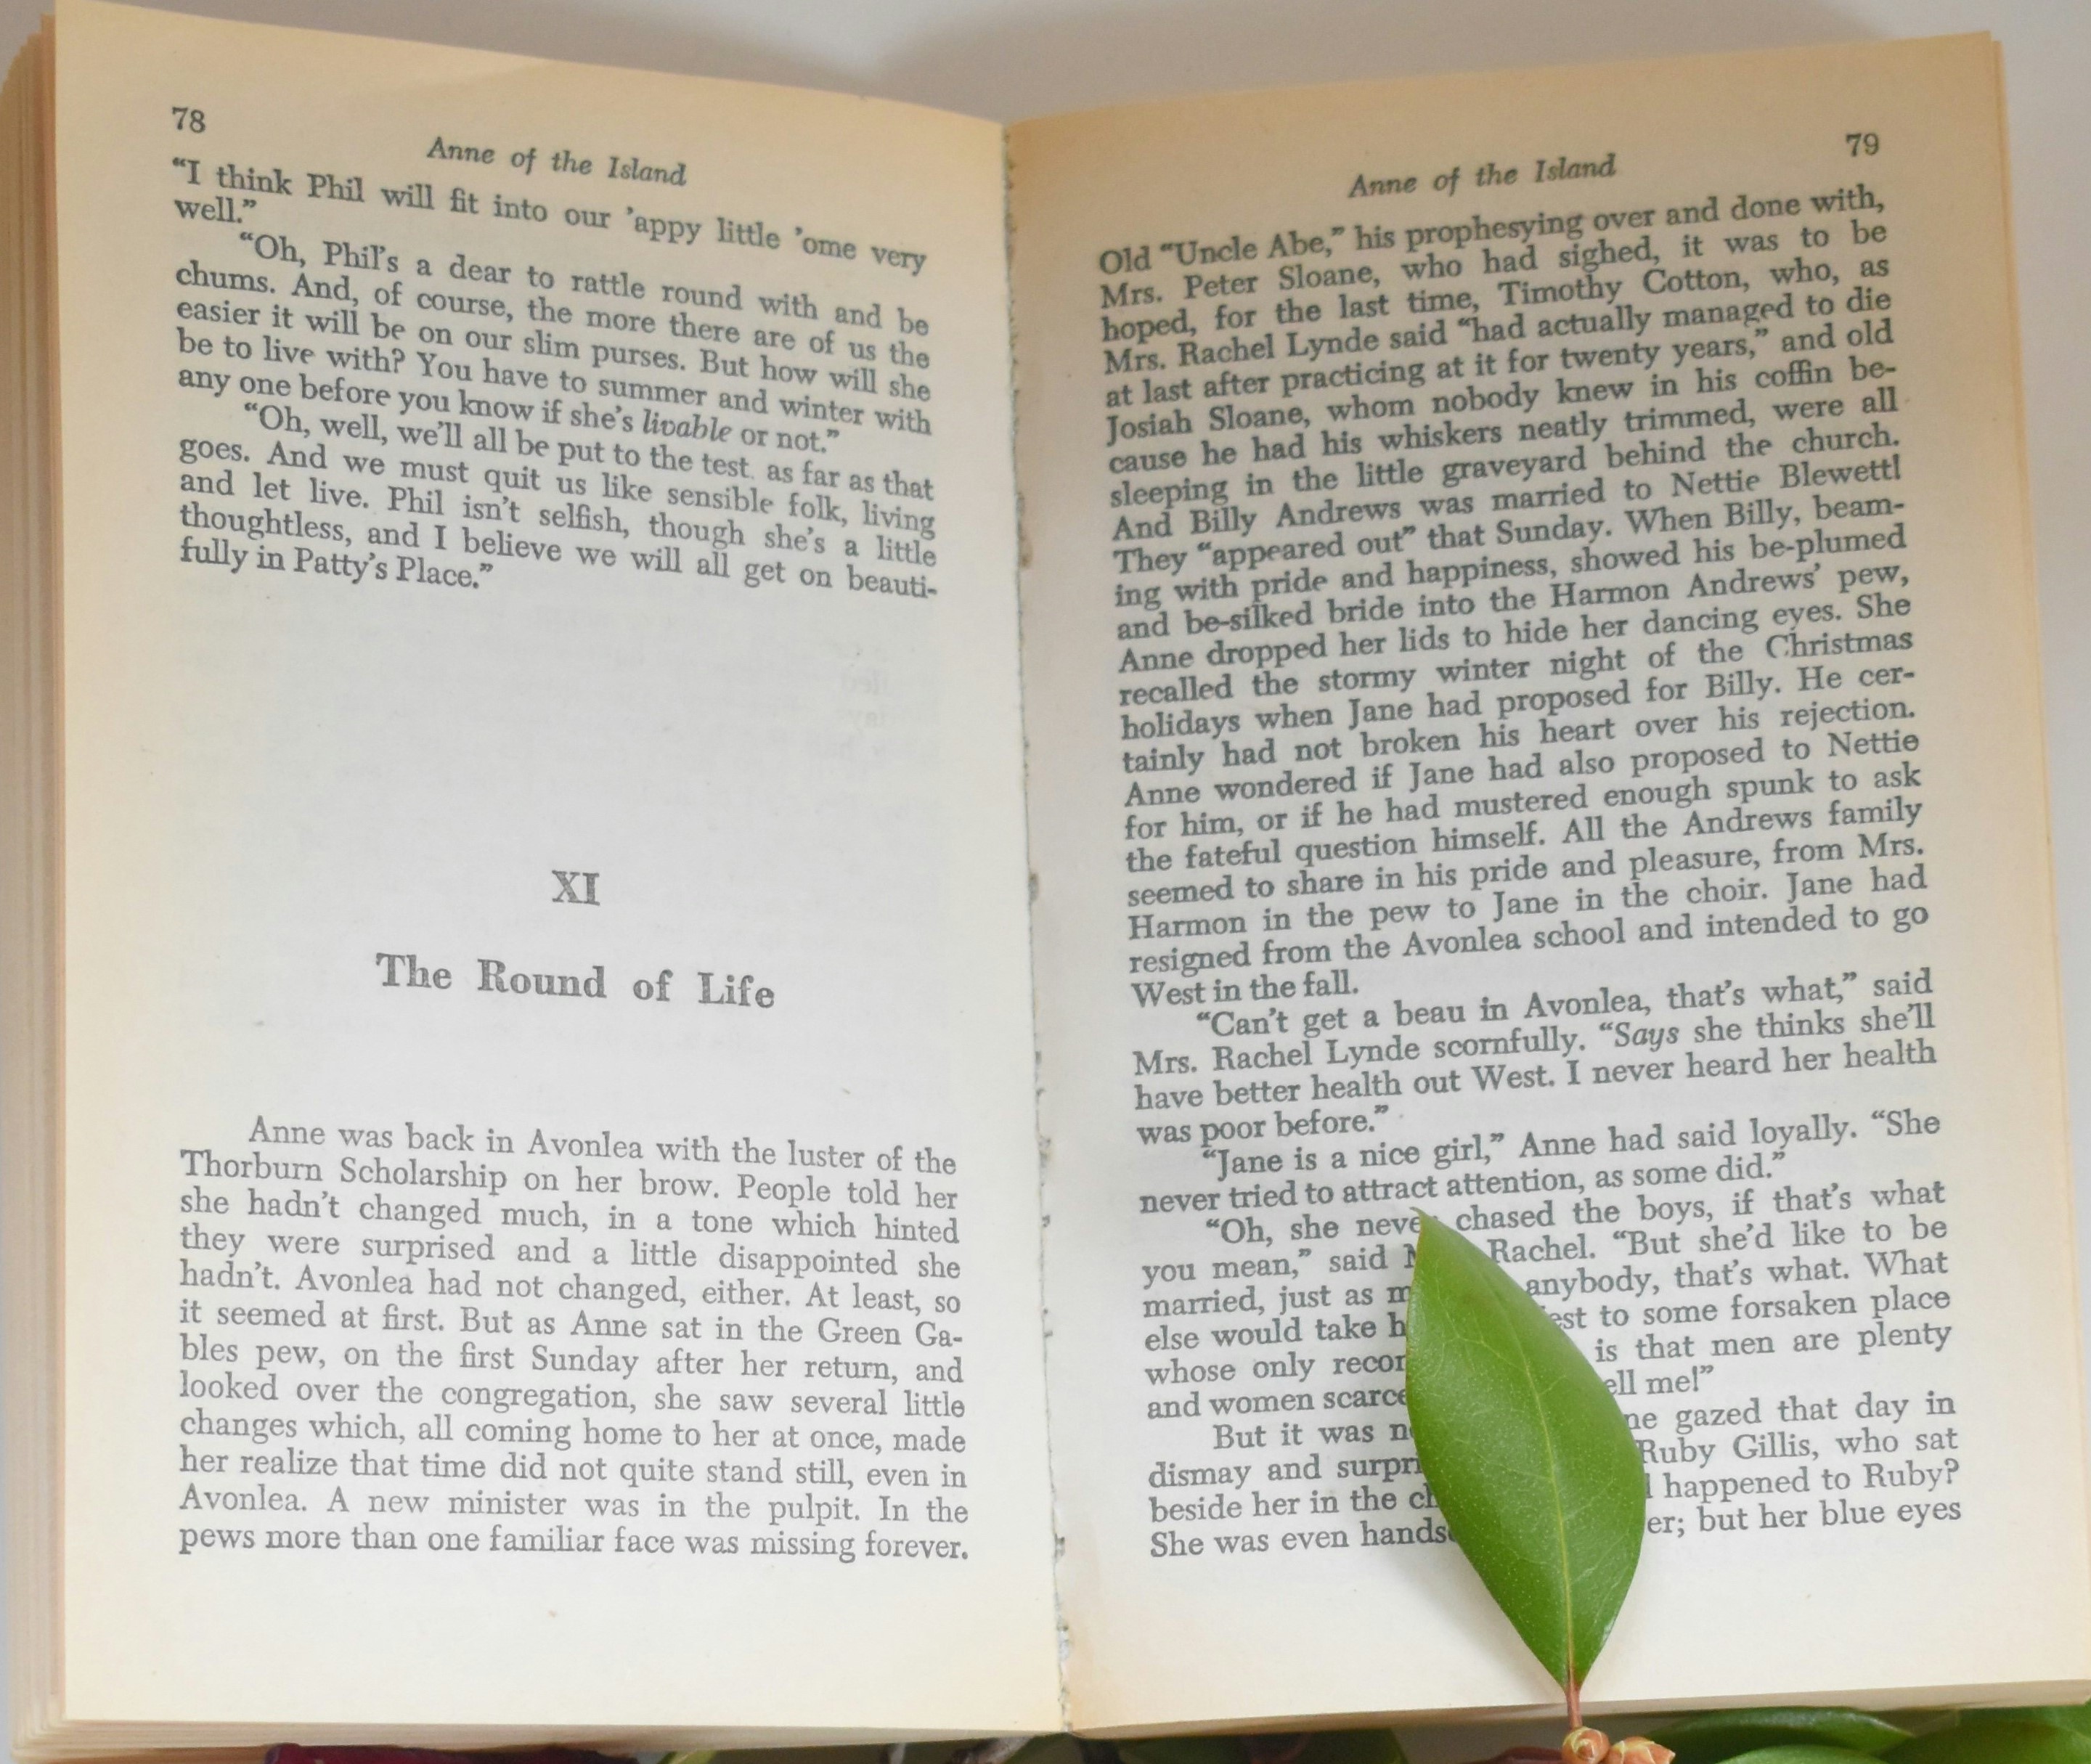 78
Anne of the Island
“I think Phil will fit into our ’appy little ’ome very
well.”
“Oh, Phil’s a dear to rattle round with and be
chums. And, of course, the more there are of us the
easier it will be on our slim purses. But how will she
be to live with? You have to summer and winter with
any one before you know if she’s livable or not.”
“Oh, well, we’ll all be put to the test. as far as that
goes. And we must quit us like sensible folk, living
and let live. Phil isn’t selfish, though she’s a little
thoughtless, and I believe we will all get on beauti-
fully in Patty’s Place.”
XI
The Round of Life
Anne was back in Avonlea with the luster of the
Thorburn Scholarship on her brow. People told her
she hadn’t changed much, in a tone which hinted
they were surprised and a little disappointed she
hadn’t. Avonlea had not changed, either. At least, so
it seemed at first. But as Anne sat in the Green Ga-
bles pew, on the first Sunday after her return, and
looked over the congregation, she saw several little
changes which, all coming home to her at once, made
her realize that time did not quite stand still, even in
Avonlea. A new minister was in the pulpit. In the
pews more than one familiar face was missing forever.
79
Anne of the Island
Old “Uncle Abe,” his prophesying over and done with,
Mrs. Peter Sloane, who had sighed, it was to be
hoped, for the last time, Timothy Cotton, who, as
Mrs. Rachel Lynde said “had actually managed to die
at last after practicing at it for twenty years,” and old
Josiah Sloane, whom nobody knew in his coffin be-
cause he had his whiskers neatly trimmed, were all
sleeping in the little graveyard behind the church.
And Billy Andrews was married to Nettie Blewett!
They “appeared out” that Sunday. When Billy, beam-
ing with pride and happiness, showed his be-plumed
and be-silked bride into the Harmon Andrews’ pew,
Anne dropped her lids to hide her dancing eyes. She
recalled the stormy winter night of the Christmas
holidays when Jane had proposed for Billy. He cer-
tainly had not broken his heart over his rejection.
Anne wondered if Jane had also proposed to Nettie
for him, or if he had mustered enough spunk to ask
the fateful question himself. All the Andrews family
seemed to share in his pride and pleasure, from Mrs.
Harmon in the pew to Jane in the choir. Jane had
resigned from the Avonlea school and intended to go
West in the fall.
“Can’t get a beau in Avonlea, that’s what,” said
Mrs. Rachel Lynde scornfully. “Says she thinks she’ll
have better health out West. I never heard her health
was poor before.”
“Jane is a nice girl,” Anne had said loyally. “She
never tried to attract attention, as some did.”
“Oh, she never chased the boys, if that’s what
you mean,” said Rachel. “But she’d like to be
married, just as anybody, that’s what. What
else would take to some forsaken place
whose only is that men are plenty
and women me!”
But it was gazed that day in
dismay and Ruby Gillis, who sat
beside her in the happened to Ruby?
She was even but her blue eyes